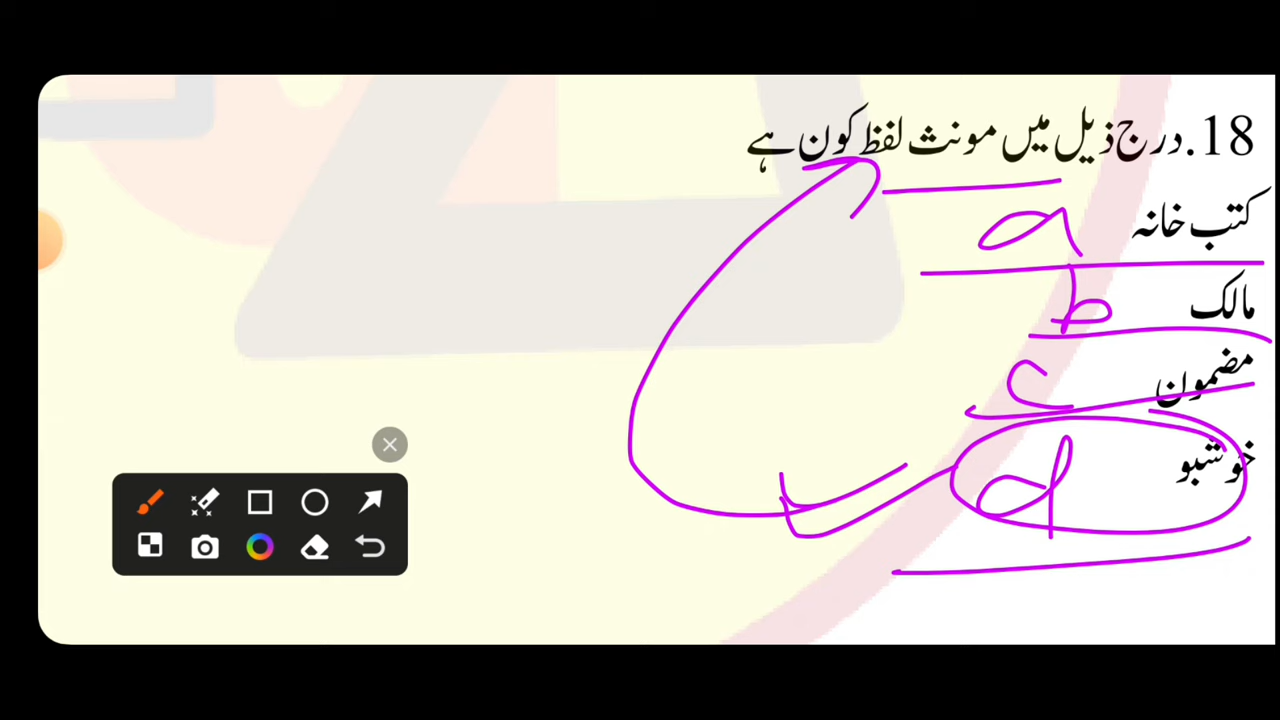 18.درج ذیل میں مونث لفظ کون ہے
کتب خانہ a
مالک b
مضمون c
خوشبو d